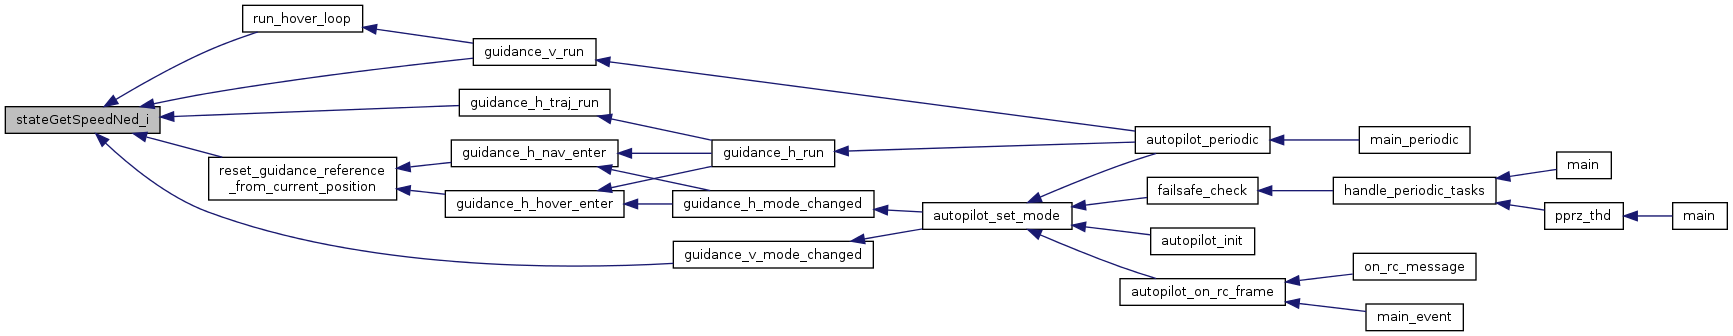 run_hover_loop
guidance_v_run
guidance_h_traj_run
stateGetSpeedNed_i
autopilot_periodic
main_periodic
guidance_h_nav_enter
guidance_h_run
reset_guidance_reference
_from_current_position
main
failsafe_check
handle_periodic_tasks
guidance_h_hover_enter
guidance_h_mode_changed
autopilot_set_mode
pprz_thd
main
autopilot_init
guidance_v_mode_changed
on_rc_message
autopilot_on_rc_frame
main_event